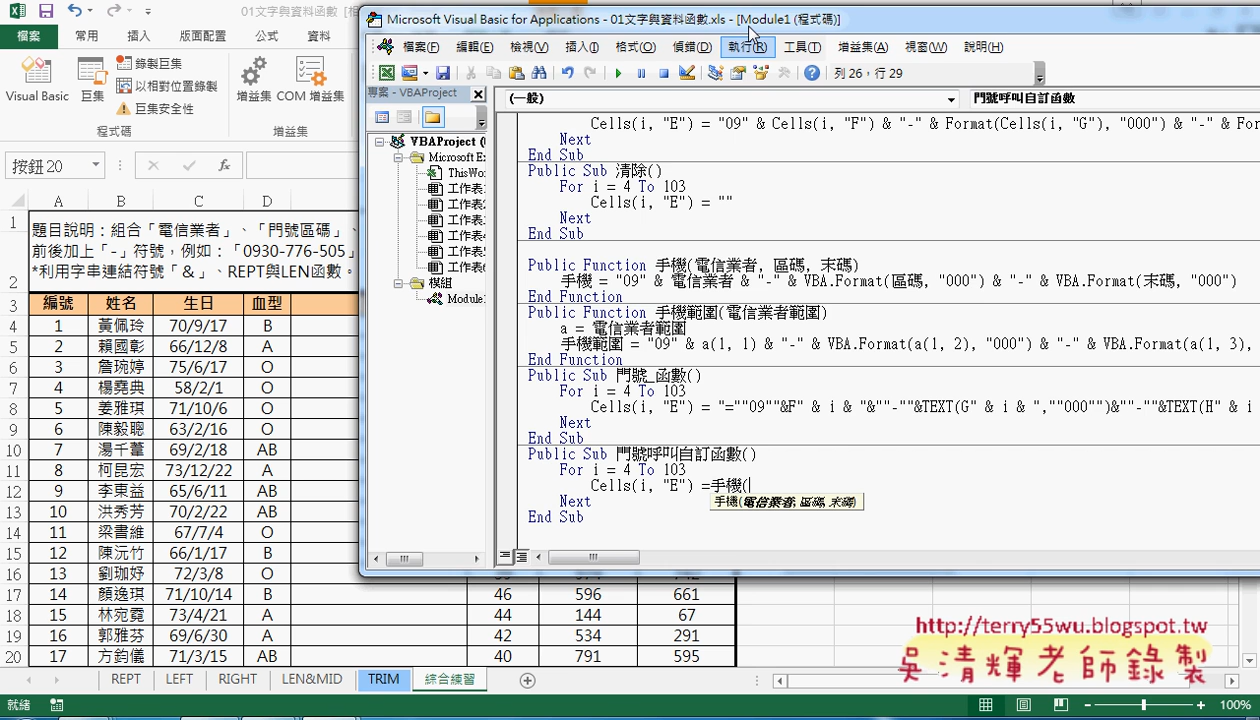 01文字與資料函數 [相
Microsoft Visual Basic for Applications - 01文字與資料函數.xls - [Module1 (程式碼)]
檔案 常用 插入 版面配置 公式 資料
檔案(F) 編輯(E) 檢視(V) 插入(I) 格式(O) 偵錯(D) 執行(R) 工具(T) 增益集(A) 視窗(W) 說明(H)
列 26，行 29
Visual Basic 巨集 錄製巨集 以相對位置錄製 巨集安全性 增益集 COM 增益集
程式碼 增益集
專案 - VBAProject
(一般) 門號呼叫自訂函數
按鈕20 fx
VBAProject (
Microsoft Ex
ThisWo
工作表
工作表
工作表
工作表
工作表
工作表
模組
Module
Cells(i, "E") = "09" & Cells(i, "F") & "-" & Format(Cells(i, "G"), "000") & "-" & For
Next
End Sub
Public Sub 清除()
For i = 4 To 103
Cells(i, "E") = ""
Next
End Sub
Public Function 手機(電信業者, 區碼, 末碼)
手機 = "09" & 電信業者 & "-" & VBA.Format(區碼, "000") & "-" & VBA.Format(末碼, "000")
End Function
Public Function 手機範圍(電信業者範圍)
a = 電信業者範圍
手機範圍 = "09" & a(1, 1) & "-" & VBA.Format(a(1, 2), "000") & "-" & VBA.Format(a(1, 3),
End Function
Public Sub 門號_函數()
For i = 4 To 103
Cells(i, "E") = "=""09""&F" & i & "&""-""&TEXT(G" & i & ",""000"")&""-""&TEXT(H" & i
Next
End Sub
Public Sub 門號呼叫自訂函數()
For i = 4 To 103
Cells(i, "E") =手機(
手機(電信業者, 區碼, 末碼)
Next
End Sub
A B C D
1 題目說明：組合「電信業者」、「門號區碼」、
前後加上「-」符號，例如：「0930-776-505」
2 *利用字串連結符號「&」、REPT與LEN函數。
3 編號 姓名 生日 血型
4 1 黃佩玲 70/9/17 B
5 2 賴國彰 66/12/8 A
6 3 詹琬婷 75/6/17 O
7 4 楊堯典 58/2/1 O
8 5 姜雅琪 71/10/6 O
9 6 陳毅聰 63/2/16 O
10 7 湯千蕾 69/2/18 AB
11 8 柯昆宏 73/12/22 A
12 9 李東益 65/6/11 AB
13 10 洪秀芳 70/2/22 AB
14 11 梁書維 67/7/4 O
15 12 陳沅竹 66/1/17 B
16 13 劉珈妤 72/3/8 O
17 14 顏逸琪 71/10/14 B 46 596 661
18 15 林宛霓 73/4/21 A 44 144 67
19 16 郭雅芬 69/6/30 A 42 534 291
20 17 方鈞儀 71/3/15 AB 40 791 595
http://terry55wu.blogspot.tw
吳清輝老師錄製
REPT LEFT RIGHT LEN&MID TRIM 綜合練習
就緒 100%